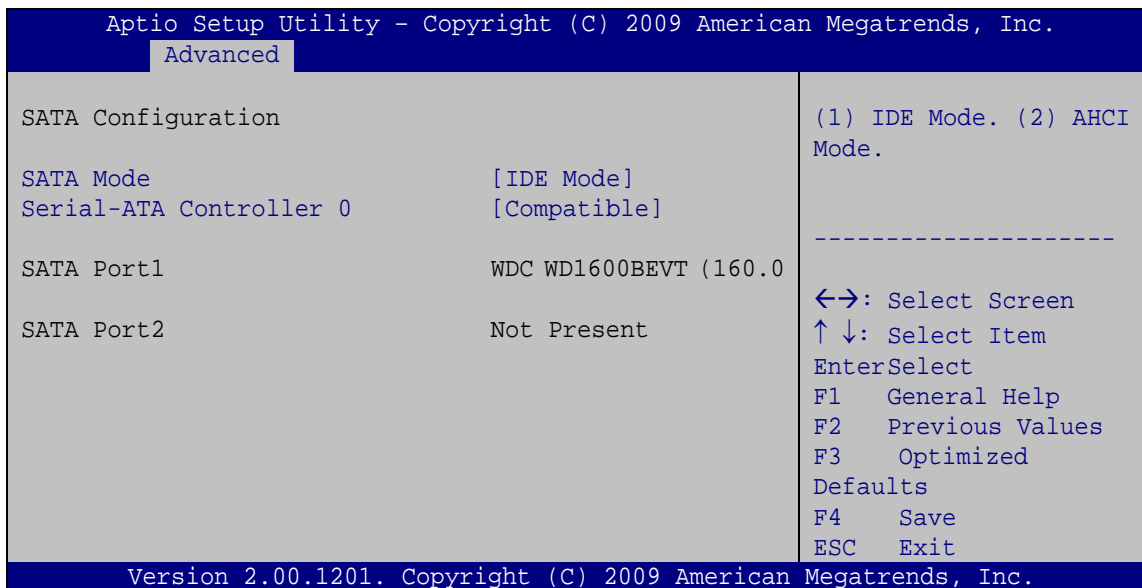 Aptio Setup Utility – Copyright (C) 2009 American Megatrends, Inc.
Advanced
SATA Configuration
SATA Mode [IDE Mode]
Serial-ATA Controller 0 [Compatible]
SATA Port1 WDC WD1600BEVT (160.0
SATA Port2 Not Present
(1) IDE Mode. (2) AHCI
Mode.
---------------------
←→: Select Screen
↑ ↓: Select Item
EnterSelect
F1 General Help
F2 Previous Values
F3 Optimized
Defaults
F4 Save
ESC Exit
Version 2.00.1201. Copyright (C) 2009 American Megatrends, Inc.